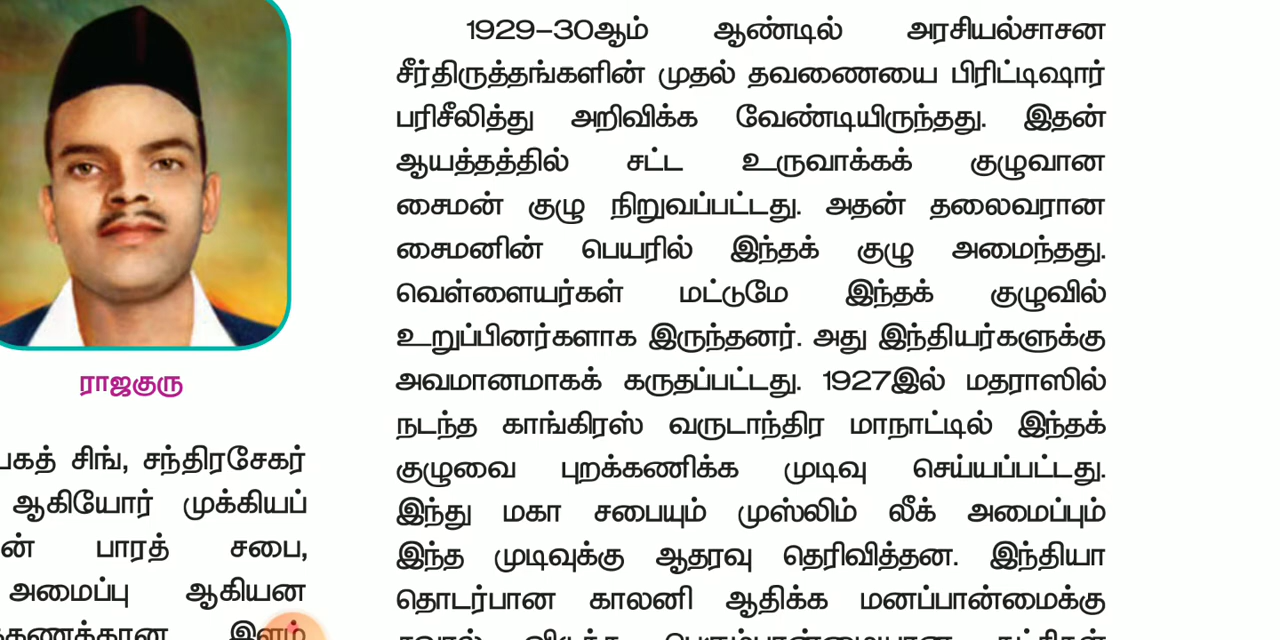 ராஜகுரு
பகத் சிங், சந்திரசேகர்
ஆகியோர் முக்கியப்
பாரத் சபை,
அமைப்பு ஆகியன
1929–30ஆம் ஆண்டில் அரசியல்சாசன
சீர்திருத்தங்களின் முதல் தவணையை பிரிட்டிஷார்
பரிசீலித்து அறிவிக்க வேண்டியிருந்தது. இதன்
ஆயத்தத்தில் சட்ட உருவாக்கக் குழுவான
சைமன் குழு நிறுவப்பட்டது. அதன் தலைவரான
சைமனின் பெயரில் இந்தக் குழு அமைந்தது.
வெள்ளையர்கள் மட்டுமே இந்தக் குழுவில்
உறுப்பினர்களாக இருந்தனர். அது இந்தியர்களுக்கு
அவமானமாகக் கருதப்பட்டது. 1927இல் மதராஸில்
நடந்த காங்கிரஸ் வருடாந்திர மாநாட்டில் இந்தக்
குழுவை புறக்கணிக்க முடிவு செய்யப்பட்டது.
இந்து மகா சபையும் முஸ்லிம் லீக் அமைப்பும்
இந்த முடிவுக்கு ஆதரவு தெரிவித்தன. இந்தியா
தொடர்பான காலனி ஆதிக்க மனப்பான்மைக்கு